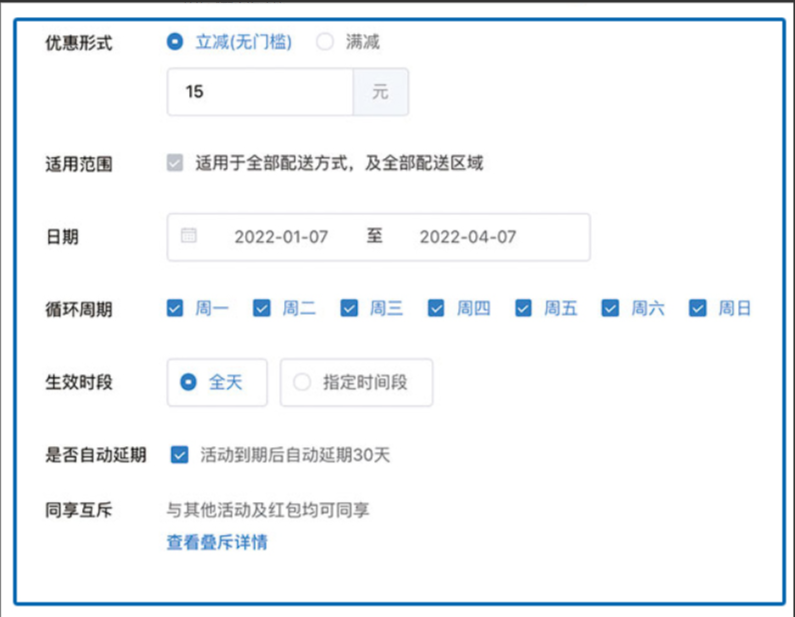 优惠形式 立减(无门槛) 满减
15 元
适用范围 适用于全部配送方式，及全部配送区域
日期 2022-01-07 至 2022-04-07
循环周期 周一 周二 周三 周四 周五 周六 周日
生效时段 全天 指定时间段
是否自动延期 活动到期后自动延期30天
同享互斥 与其他活动及红包均可同享
查看叠斥详情